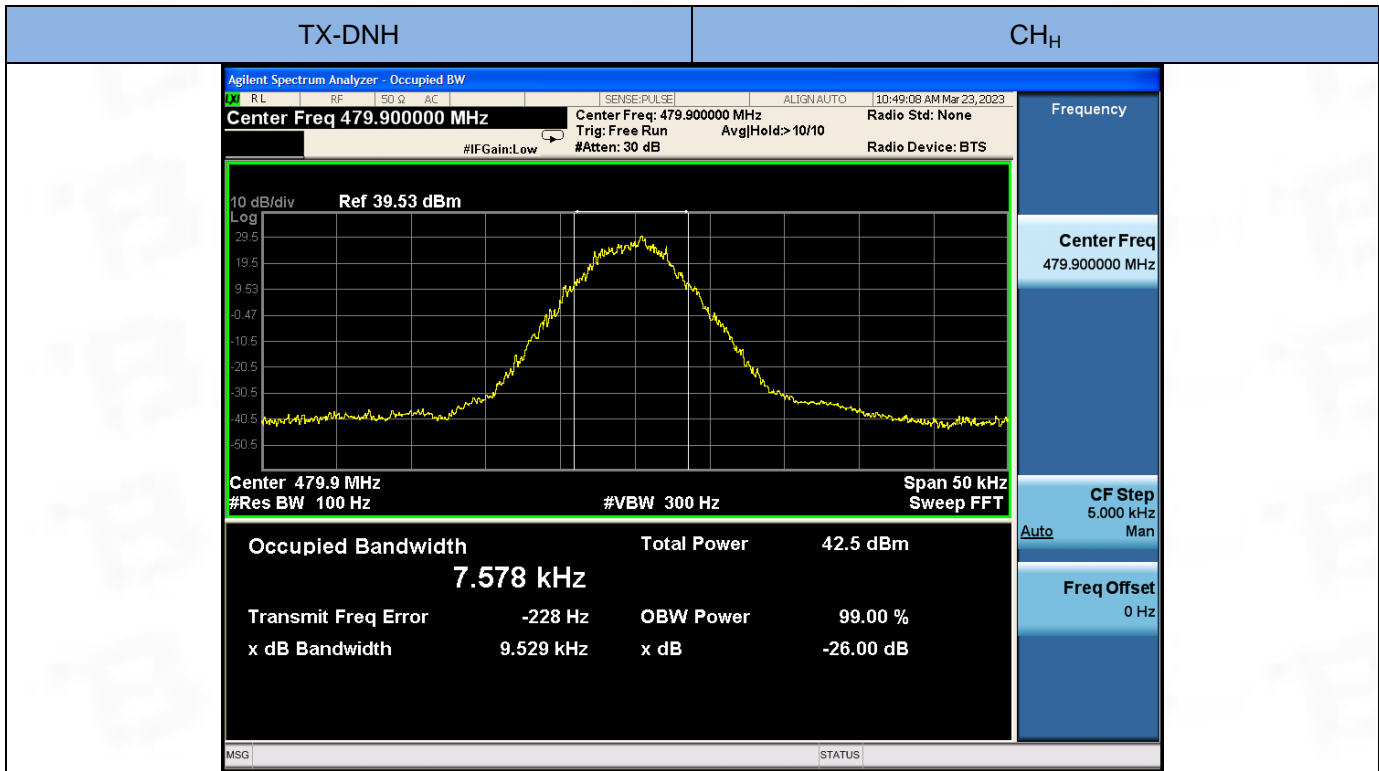 TX-DNH CH_H
Agilent Spectrum Analyzer - Occupied BW
LXI RL RF 50 Ω AC SENSE:PULSE ALIGN AUTO 10:49:08 AM Mar 23, 2023
Center Freq 479.900000 MHz Center Freq: 479.900000 MHz Radio Std: None
Trig: Free Run Avg|Hold:> 10/10
#IFGain:Low #Atten: 30 dB Radio Device: BTS
Frequency
10 dB/div Ref 39.53 dBm
Log
29.5
19.5
9.53
-0.47
-10.5
-20.5
-30.5
-40.5
-50.5
Center 479.9 MHz Span 50 kHz
#Res BW 100 Hz #VBW 300 Hz Sweep FFT
Occupied Bandwidth Total Power 42.5 dBm
7.578 kHz
Transmit Freq Error -228 Hz OBW Power 99.00 %
x dB Bandwidth 9.529 kHz x dB -26.00 dB
Center Freq
479.900000 MHz
CF Step
5.000 kHz
Auto Man
Freq Offset
0 Hz
MSG STATUS